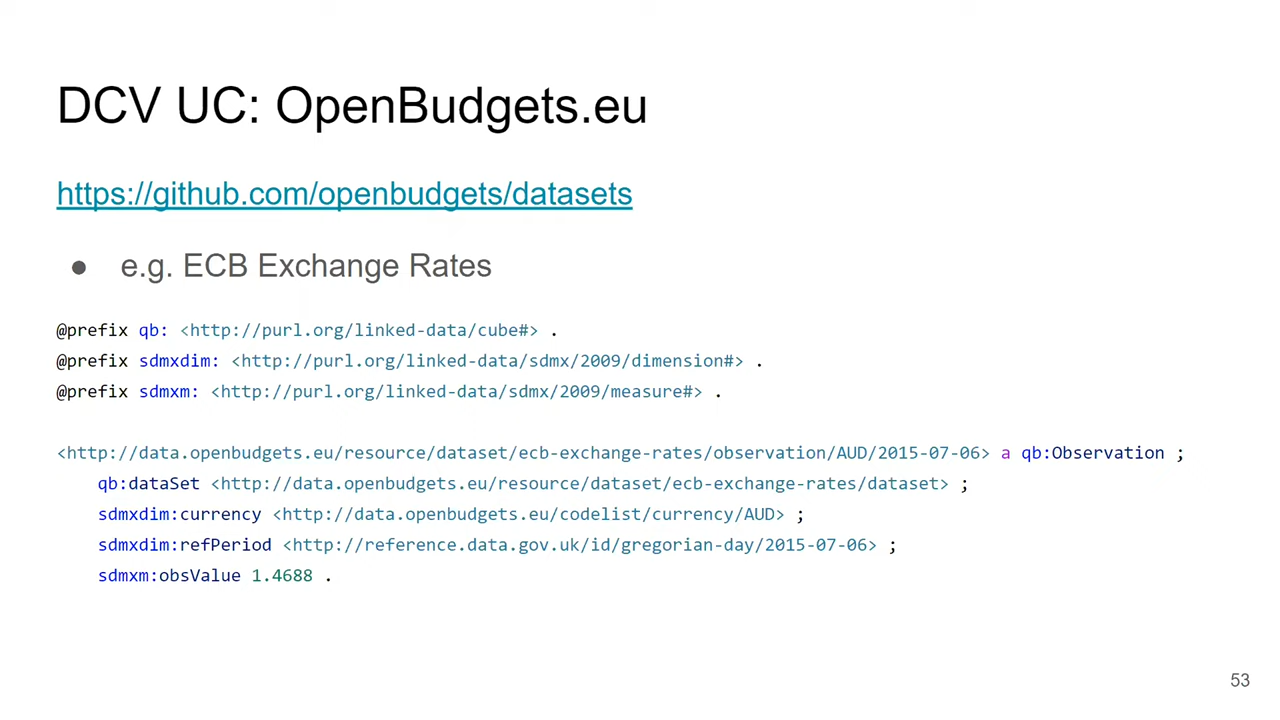 DCV UC: OpenBudgets.eu
https://github.com/openbudgets/datasets
● e.g. ECB Exchange Rates
@prefix qb: <http://purl.org/linked-data/cube#> .
@prefix sdmxdim: <http://purl.org/linked-data/sdmx/2009/dimension#> .
@prefix sdmxm: <http://purl.org/linked-data/sdmx/2009/measure#> .
<http://data.openbudgets.eu/resource/dataset/ecb-exchange-rates/observation/AUD/2015-07-06> a qb:Observation ;
qb:dataSet <http://data.openbudgets.eu/resource/dataset/ecb-exchange-rates/dataset> ;
sdmxdim:currency <http://data.openbudgets.eu/codelist/currency/AUD> ;
sdmxdim:refPeriod <http://reference.data.gov.uk/id/gregorian-day/2015-07-06> ;
sdmxm:obsValue 1.4688 .
53